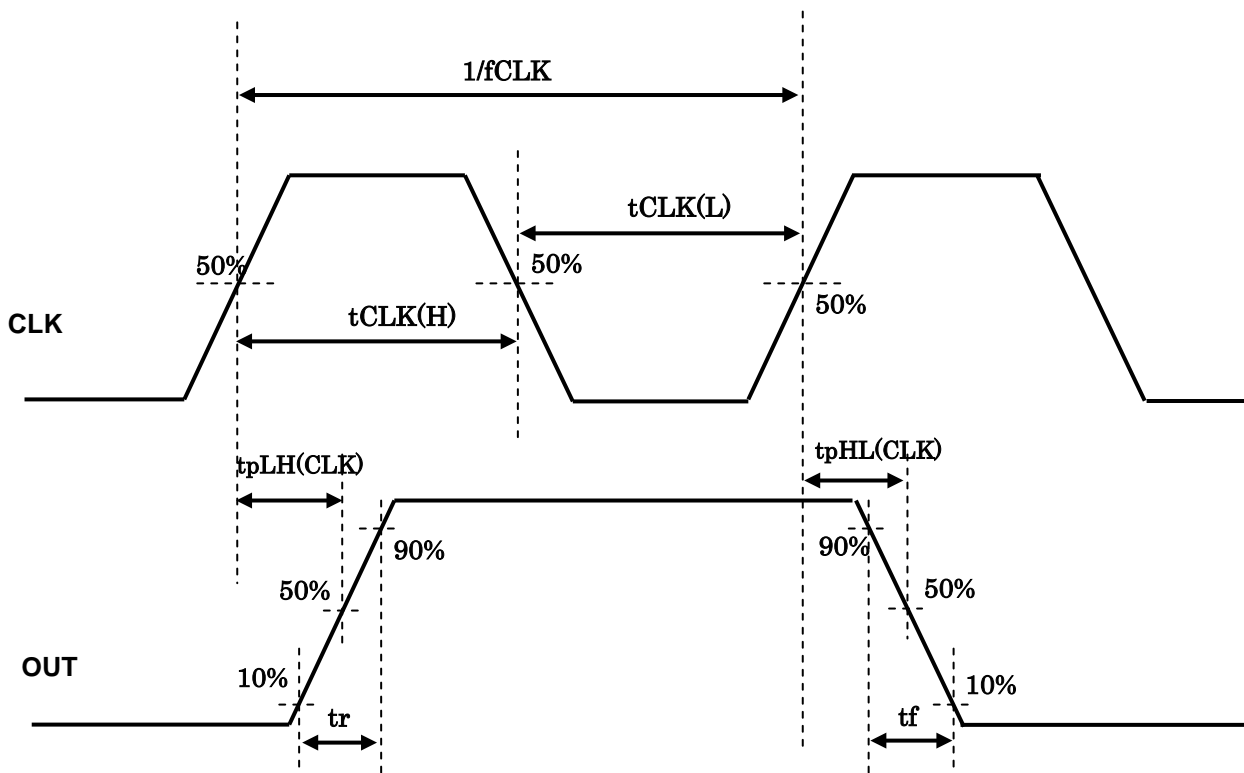 1/fCLK
tCLK(L)
50%
50%
50%
tCLK(H)
CLK
tpLH(CLK)
tpHL(CLK)
90%
90%
50%
50%
OUT
10%
10%
tr
tf